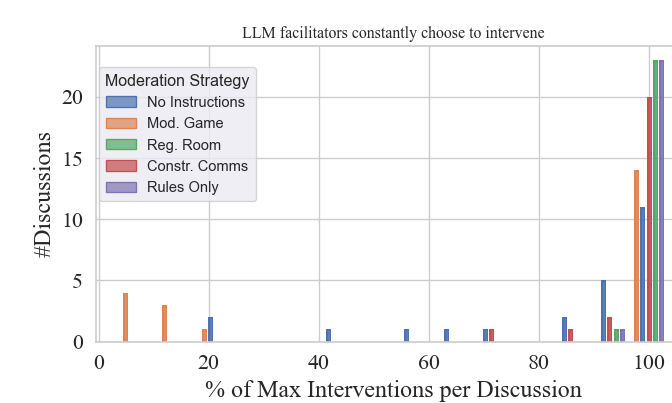 LLM facilitators constantly choose to intervene
Moderation Strategy
No Instructions
Mod. Game
Reg. Room
Constr. Comms
Rules Only
#Discussions
20
15
10
5
0
0 20 40 60 80 100
% of Max Interventions per Discussion